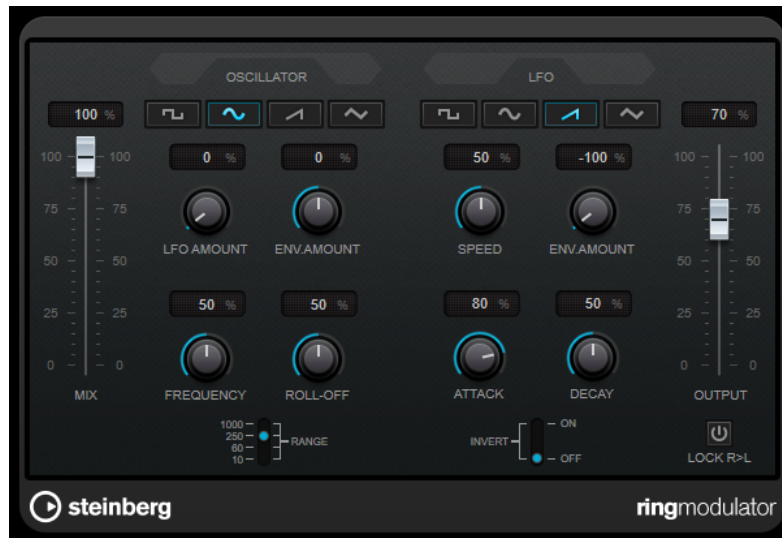 OSCILLATOR
LFO
100 %
70 %
0 %
0 %
50 %
-100 %
100 100
75 75
50 50
25 25
0 0
100 100
75 75
50 50
25 25
0 0
LFO AMOUNT
ENV.AMOUNT
SPEED
ENV.AMOUNT
50 %
50 %
80 %
50 %
MIX
FREQUENCY
ROLL-OFF
ATTACK
DECAY
OUTPUT
1000
250
60
10
RANGE
INVERT
ON
OFF
LOCK R>L
steinberg
ringmodulator